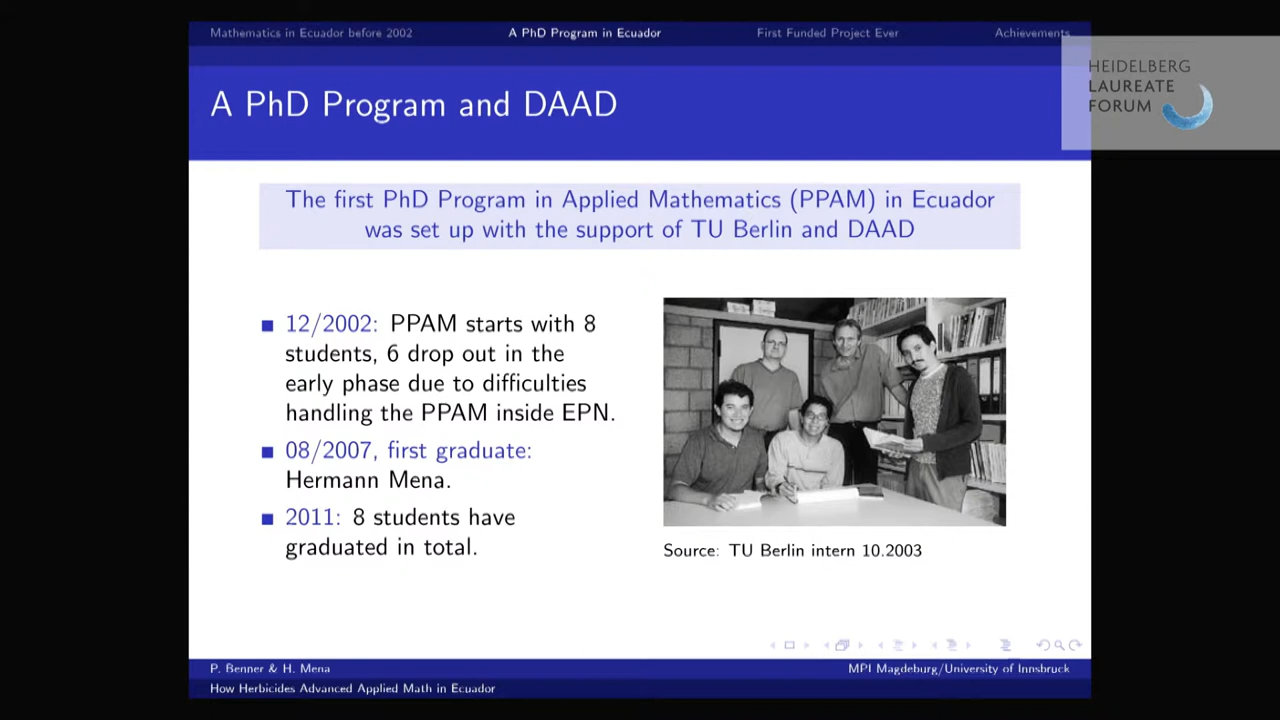 Mathematics in Ecuador before 2002 A PhD Program in Ecuador First Funded Project Ever Achievements
HEIDELBERG
LAUREATE
FORUM
A PhD Program and DAAD
The first PhD Program in Applied Mathematics (PPAM) in Ecuador
was set up with the support of TU Berlin and DAAD
12/2002: PPAM starts with 8
students, 6 drop out in the
early phase due to difficulties
handling the PPAM inside EPN.
08/2007, first graduate:
Hermann Mena.
2011: 8 students have
graduated in total.
Source: TU Berlin intern 10.2003
P. Benner & H. Mena MPI Magdeburg/University of Innsbruck
How Herbicides Advanced Applied Math in Ecuador